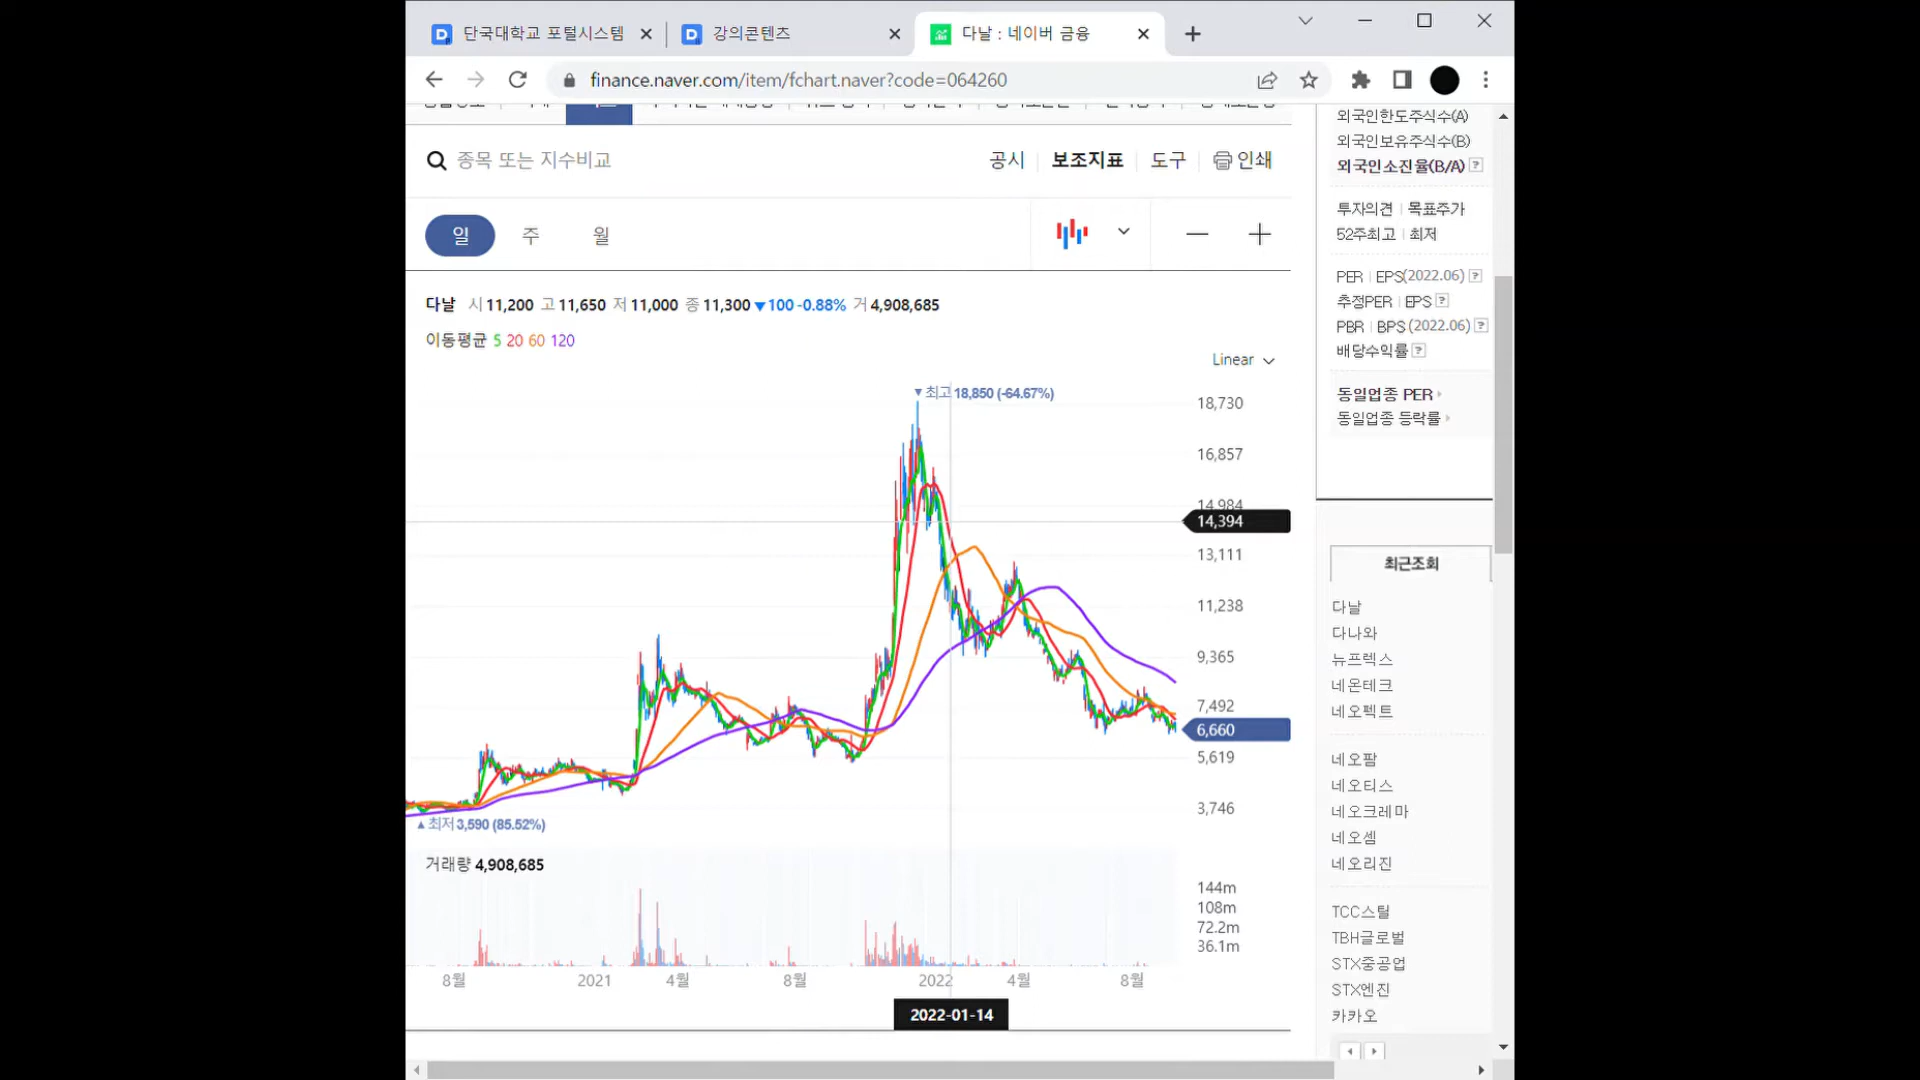 단국대학교 포털시스템
강의콘텐츠
다날 : 네이버 금융
finance.naver.com/item/fchart.naver?code=064260
종목 또는 지수비교
공시 보조지표 도구 인쇄
일 주 월
다날 시 11,200 고 11,650 저 11,000 종 11,300 ▼100 -0.88% 거 4,908,685
이동평균 5 20 60 120
Linear
▼최고 18,850 (-64.67%)
18,730
16,857
14,984
14,394
13,111
11,238
9,365
7,492
6,660
5,619
3,746
▲최저 3,590 (85.52%)
거래량 4,908,685
144m
108m
72.2m
36.1m
8월 2021 4월 8월 2022 4월 8월
2022-01-14
외국인한도주식수(A)
외국인보유주식수(B)
외국인소진율(B/A) ?
투자의견 | 목표주가
52주최고 | 최저
PER | EPS(2022.06) ?
추정PER | EPS ?
PBR | BPS (2022.06) ?
배당수익률 ?
동일업종 PER
동일업종 등락률
최근조회
다날
다나와
뉴프렉스
네온테크
네오펙트
네오팜
네오티스
네오크레마
네오셈
네오리진
TCC스틸
TBH글로벌
STX중공업
STX엔진
카카오